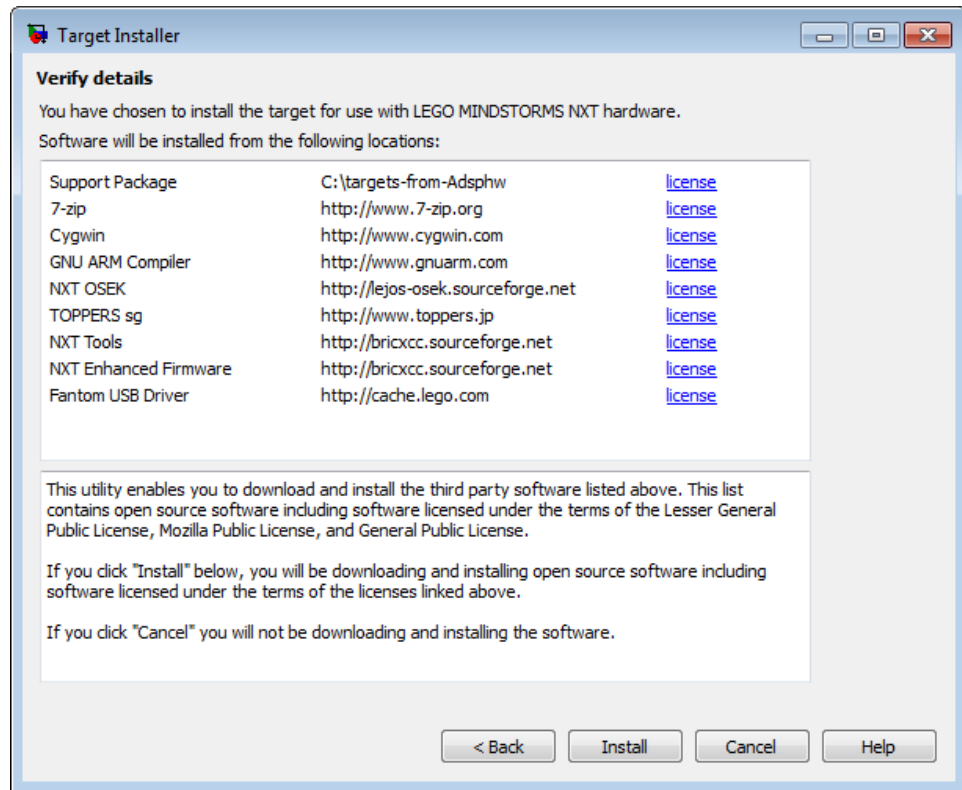 Target Installer
Verify details
You have chosen to install the target for use with LEGO MINDSTORMS NXT hardware.
Software will be installed from the following locations:
Support Package C:\targets-from-Adsphw license
7-zip http://www.7-zip.org license
Cygwin http://www.cygwin.com license
GNU ARM Compiler http://www.gnuarm.com license
NXT OSEK http://lejos-osek.sourceforge.net license
TOPPERS sg http://www.toppers.jp license
NXT Tools http://bricxcc.sourceforge.net license
NXT Enhanced Firmware http://bricxcc.sourceforge.net license
Fantom USB Driver http://cache.lego.com license
This utility enables you to download and install the third party software listed above. This list
contains open source software including software licensed under the terms of the Lesser General
Public License, Mozilla Public License, and General Public License.
If you click "Install" below, you will be downloading and installing open source software including
software licensed under the terms of the licenses linked above.
If you click "Cancel" you will not be downloading and installing the software.
< Back Install Cancel Help